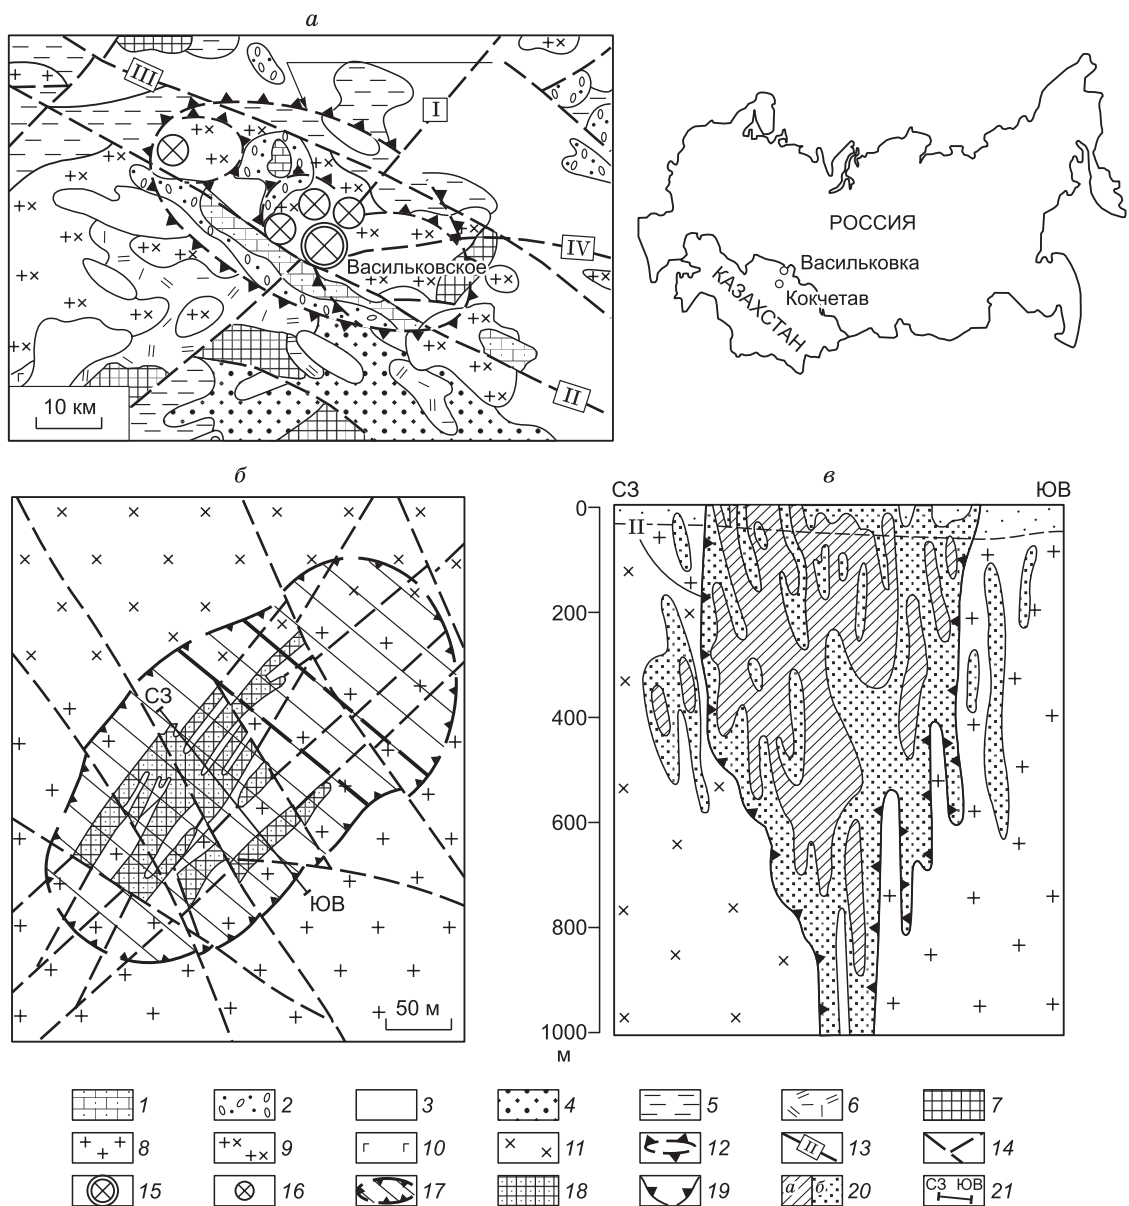 а
III
I
IV
Васильковское
II
10 км
РОССИЯ
Васильковка
КАЗАХСТАН
Кокчетав
б
СЗ
ЮВ
50 м
в
СЗ
ЮВ
0
II
200
400
600
800
1000
м
1 2 3 4 5 6 7
8 9 10 11 12 II 13 14
15 16 17 18 19 а б 20 СЗ ЮВ 21